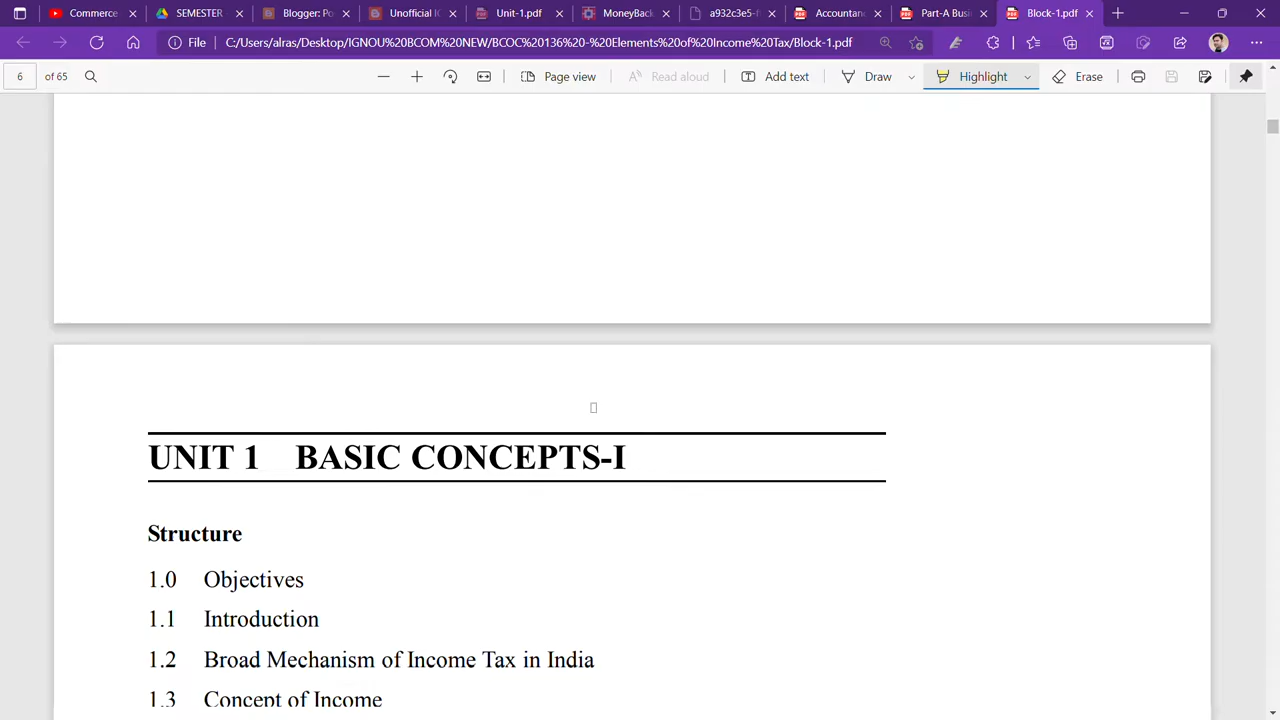 Commerce
SEMESTER
Blogger Po
Unofficial IG
Unit-1.pdf
MoneyBack
a932c3e5-
Accountanc
Part-A Busi
Block-1.pdf
File C:/Users/alras/Desktop/IGNOU%20BCOM%20NEW/BCOC%20136%20-%20Elements%20of%20Income%20Tax/Block-1.pdf
6 of 65 Page view Read aloud Add text Draw Highlight Erase
UNIT 1 BASIC CONCEPTS-I
Structure
1.0 Objectives
1.1 Introduction
1.2 Broad Mechanism of Income Tax in India
1.3 Concept of Income